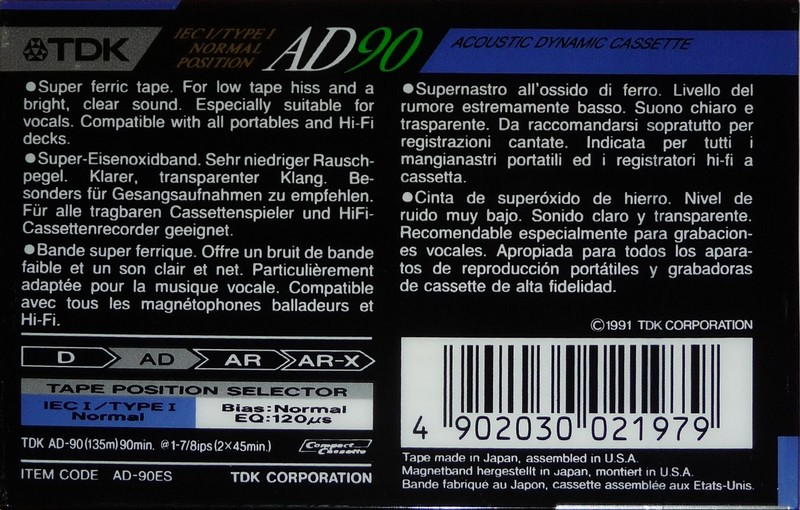 TDK
IEC I/TYPE I
NORMAL
POSITION
AD90
ACOUSTIC DYNAMIC CASSETTE
●Super ferric tape. For low tape hiss and a
bright, clear sound. Especially suitable for
vocals. Compatible with all portables and Hi-Fi
decks.
●Super-Eisenoxidband. Sehr niedriger Rausch-
pegel. Klarer, transparenter Klang. Be-
sonders für Gesangsaufnahmen zu empfehlen.
Für alle tragbaren Cassettenspieler und HiFi-
Cassettenrecorder geeignet.
●Bande super ferrique. Offre un bruit de bande
faible et un son clair et net. Particulièrement
adaptée pour la musique vocale. Compatible
avec tous les magnétophones balladeurs et
Hi-Fi.
●Supernastro all'ossido di ferro. Livello del
rumore estremamente basso. Suono chiaro e
trasparente. Da raccomandarsi sopratutto per
registrazioni cantate. Indicata per tutti i
mangianastri portatili ed i registratori hi-fi a
cassetta.
●Cinta de superóxido de hierro. Nivel de
ruido muy bajo. Sonido claro y transparente.
Recomendable especialmente para grabacion-
es vocales. Apropiada para todos los apara-
tos de reproducción portátiles y grabadoras
de cassette de alta fidelidad.
©1991 TDK CORPORATION
D AD AR AR-X
TAPE POSITION SELECTOR
IEC I/TYPE I
Normal
Bias:Normal
EQ:120µs
TDK AD-90(135m)90min. @1-7/8ips(2×45min.)
Compact
Cassette
ITEM CODE AD-90ES
TDK CORPORATION
4 902030 021979
Tape made in Japan, assembled in U.S.A.
Magnetband hergestellt in Japan, montiert in U.S.A.
Bande fabriqué au Japon, cassette assemblée aux Etats-Unis.